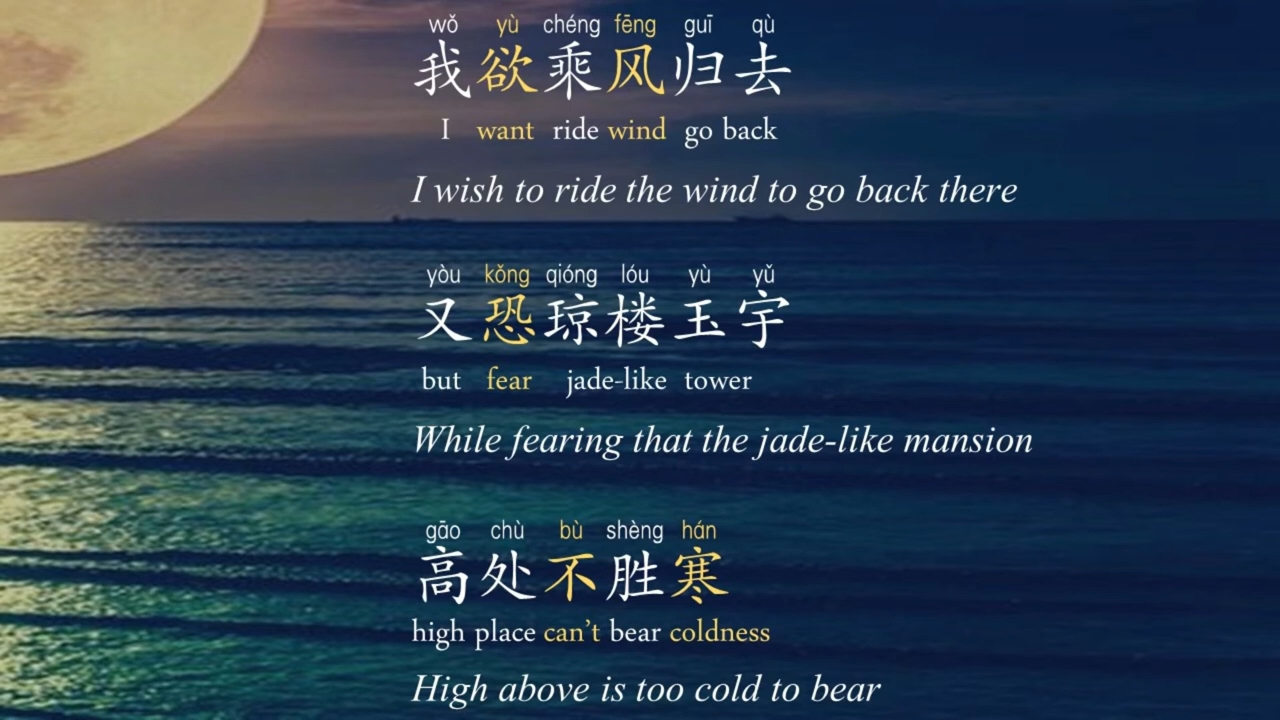 wǒ yù chéng fēng guī qù
我欲乘风归去
I want ride wind go back
I wish to ride the wind to go back there
yòu kǒng qióng lóu yù yǔ
又恐琼楼玉宇
but fear jade-like tower
While fearing that the jade-like mansion
gāo chù bù shèng hán
高处不胜寒
high place can't bear coldness
High above is too cold to bear